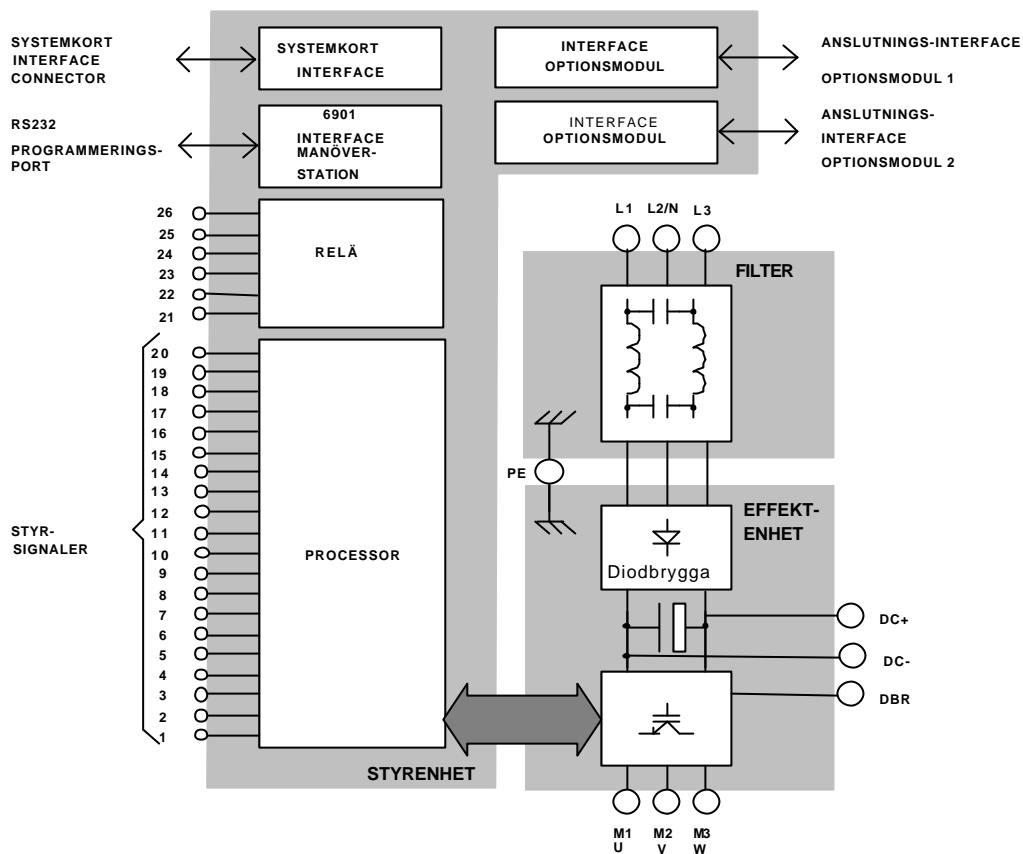 SYSTEMKORT
INTERFACE
CONNECTOR
SYSTEMKORT
INTERFACE
INTERFACE
OPTIONSMODUL
ANSLUTNINGS-INTERFACE
OPTIONSMODUL 1
RS232
PROGRAMMERINGS-
PORT
6901
INTERFACE
MANÖVER-
STATION
INTERFACE
OPTIONSMODUL
ANSLUTNINGS-
INTERFACE
OPTIONSMODUL 2
26
25
24
23
22
21
RELÄ
L1 L2/N L3
FILTER
20
19
18
17
16
15
14
13
12
11
10
9
8
7
6
5
4
3
2
1
STYR-
SIGNALER
PROCESSOR
STYRENHET
PE
EFFEKT-
ENHET
Diodbrygga
DC+
DC-
DBR
M1 M2 M3
U V W